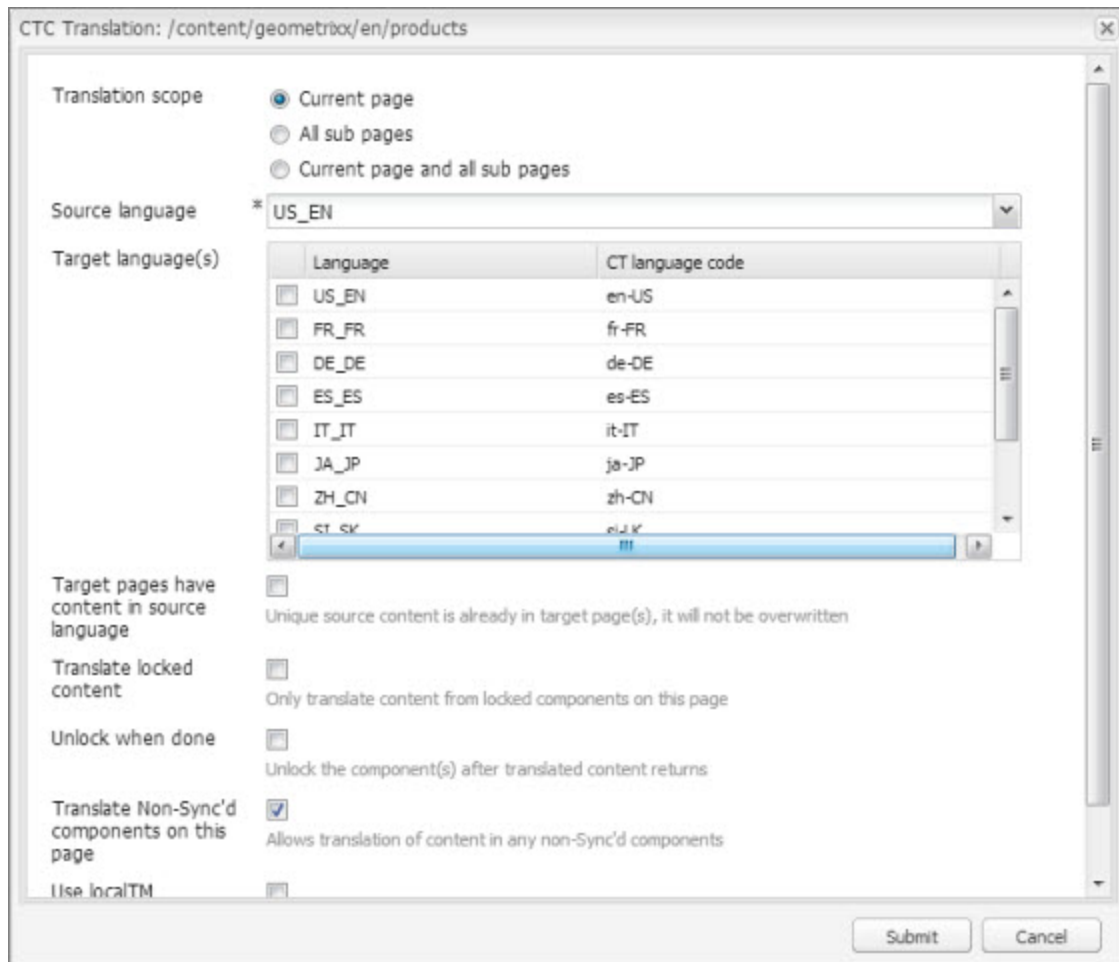 CTC Translation: /content/geometrixx/en/products
Translation scope
Current page
All sub pages
Current page and all sub pages
Source language * US_EN
Target language(s)
Language CT language code
US_EN en-US
FR_FR fr-FR
DE_DE de-DE
ES_ES es-ES
IT_IT it-IT
JA_JP ja-JP
ZH_CN zh-CN
SI_SK si-LK
Target pages have
content in source
language
Unique source content is already in target page(s), it will not be overwritten
Translate locked
content
Only translate content from locked components on this page
Unlock when done
Unlock the component(s) after translated content returns
Translate Non-Sync'd
components on this
page
Allows translation of content in any non-Sync'd components
Use localTM
Submit Cancel